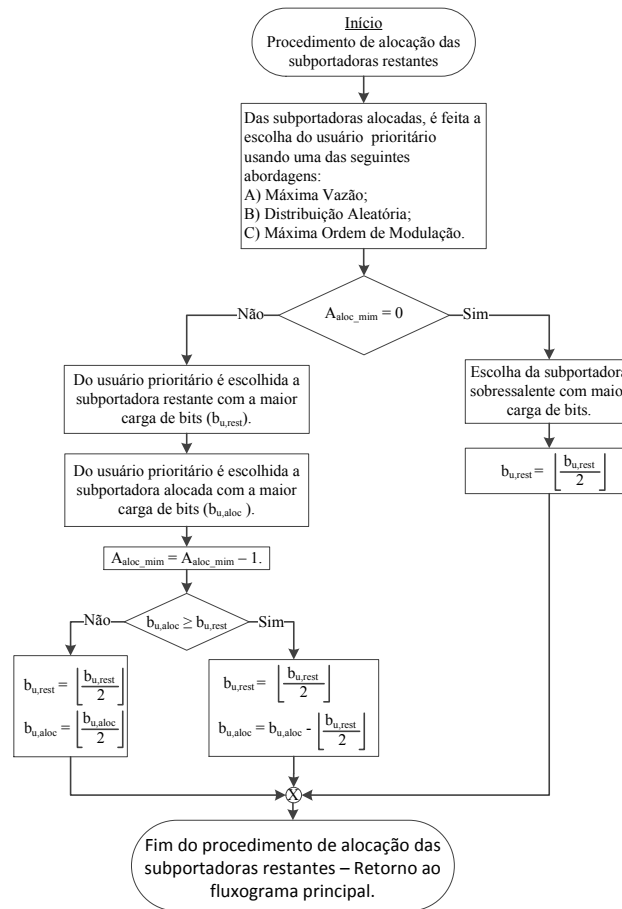 Início
Procedimento de alocação das
subportadoras restantes
Das subportadoras alocadas, é feita a
escolha do usuário prioritário
usando uma das seguintes
abordagens:
A) Máxima Vazão;
B) Distribuição Aleatória;
C) Máxima Ordem de Modulação.
Não
A_aloc_mim = 0
Sim
Do usuário prioritário é escolhida a
subportadora restante com a maior
carga de bits (b_u,rest).
Escolha da subportadora
sobressalente com maior
carga de bits.
Do usuário prioritário é escolhida a
subportadora alocada com a maior
carga de bits (b_u,aloc ).
b_u,rest = ⌊b_u,rest / 2⌋
A_aloc_mim = A_aloc_mim – 1.
Não
b_u,aloc ≥ b_u,rest
Sim
b_u,rest = ⌊b_u,rest / 2⌋
b_u,aloc = ⌊b_u,aloc / 2⌋
b_u,rest = ⌊b_u,rest / 2⌋
b_u,aloc = b_u,aloc - ⌊b_u,rest / 2⌋
X
Fim do procedimento de alocação das
subportadoras restantes – Retorno ao
fluxograma principal.